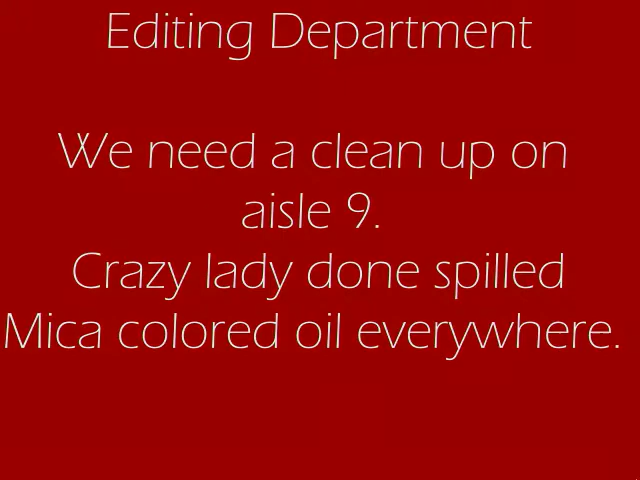 Editing Department
We need a clean up on
aisle 9.
Crazy lady done spilled
Mica colored oil everywhere.